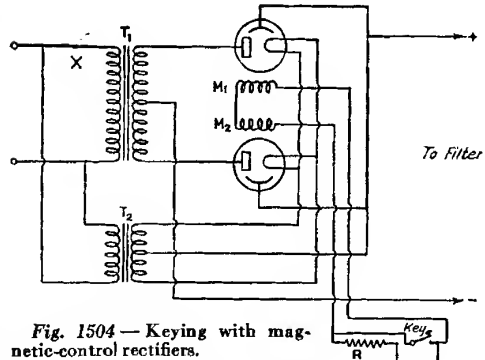 T1
X
M1
M2
+
To Filter
T2
-
Key
R
Fig. 1504 — Keying with mag-
netic-control rectifiers.